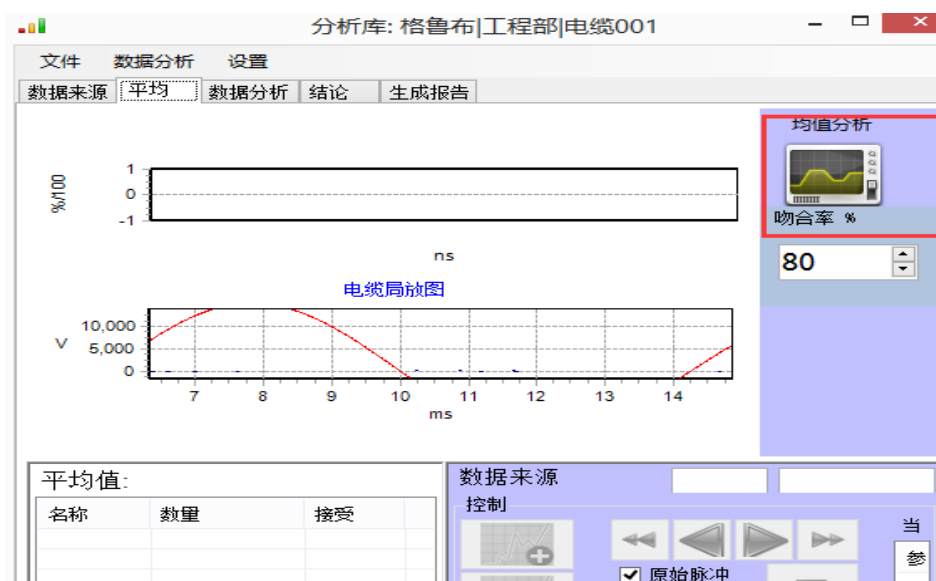 分析库: 格鲁布|工程部|电缆001
文件 数据分析 设置
数据来源 平均 数据分析 结论 生成报告
均值分析
吻合率 %
80
%/100
1
0
-1
ns
电缆局放图
V
10,000
5,000
0
7 8 9 10 11 12 13 14
ms
平均值:
名称 数量 接受
数据来源
控制
当
参
原始脉冲